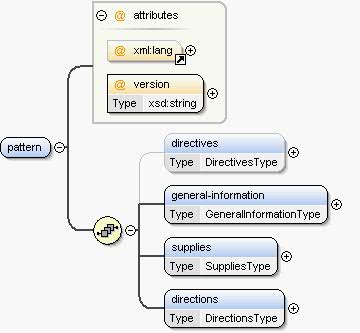 @ attributes
@ xml:lang
@ version
Type xsd:string
pattern
directives
Type DirectivesType
general-information
Type GeneralInformationType
supplies
Type SuppliesType
directions
Type DirectionsType